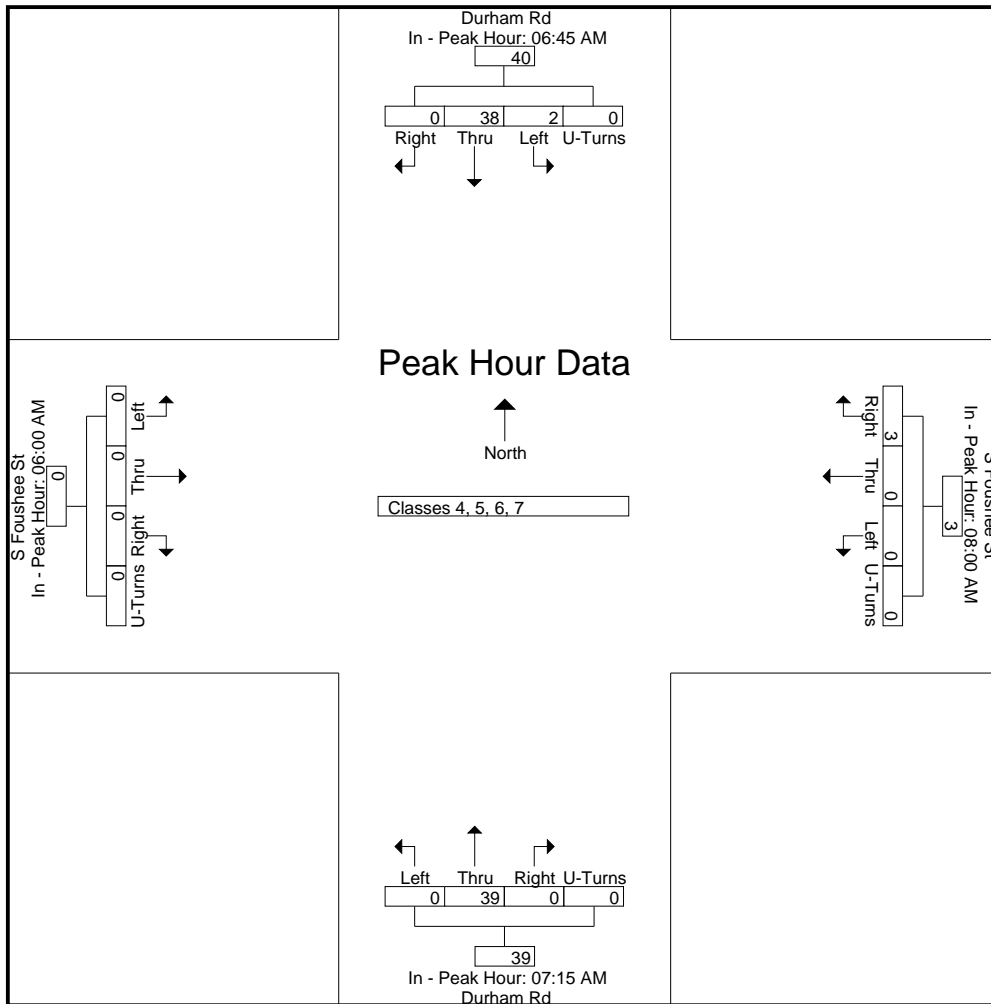 Durham Rd
In - Peak Hour: 06:45 AM
40
0 38 2 0
Right Thru Left U-Turns
Peak Hour Data
North
Classes 4, 5, 6, 7
S Foushee St
In - Peak Hour: 06:00 AM
0
0 0 0 0
Left Thru Right U-Turns
S Foushee St
In - Peak Hour: 08:00 AM
3
3 0 0 0
Right Thru Left U-Turns
Left Thru Right U-Turns
0 39 0 0
39
In - Peak Hour: 07:15 AM
Durham Rd